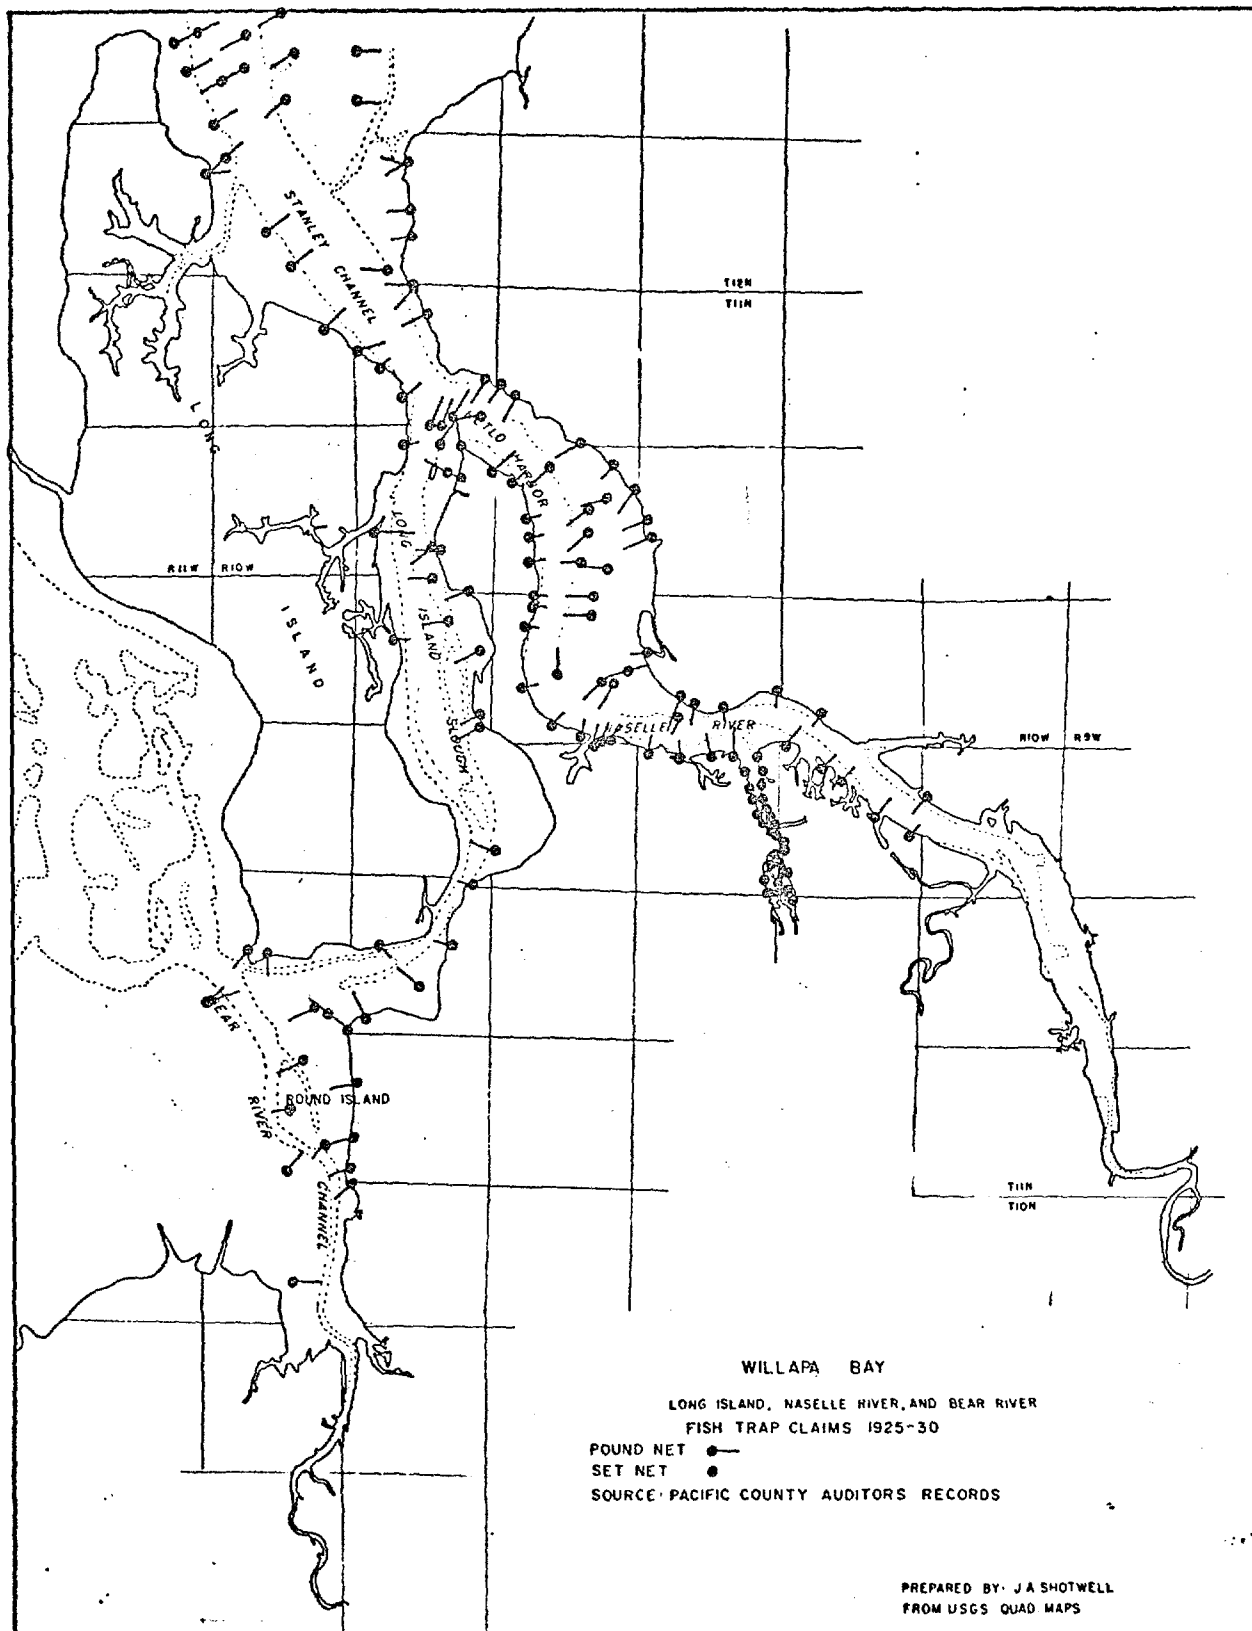 STANLEY CHANNEL
T12N
T11N
LONG
HARBOR
LONG
R11W R10W
ISLAND
ISLAND
SLOUGH
RIVER
R10W R9W
ROUND ISLAND
RIVER
CHANNEL
T11N
T10N
WILLAPA BAY
LONG ISLAND, NASELLE RIVER, AND BEAR RIVER
FISH TRAP CLAIMS 1925-30
POUND NET
SET NET
SOURCE: PACIFIC COUNTY AUDITORS RECORDS
PREPARED BY: J A SHOTWELL
FROM USGS QUAD MAPS